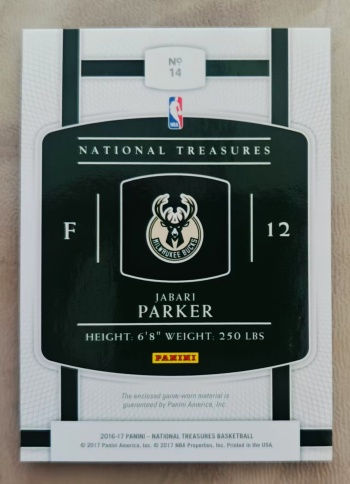 Nº
14
NBA
NATIONAL TREASURES
F
12
MILWAUKEE BUCKS
JABARI
PARKER
HEIGHT: 6'8" WEIGHT: 250 LBS
PANINI
The enclosed game-worn material is
guaranteed by Panini America, Inc.
2016-17 PANINI - NATIONAL TREASURES BASKETBALL
© 2017 Panini America, Inc. © 2017 NBA Properties, Inc. Printed in the USA.